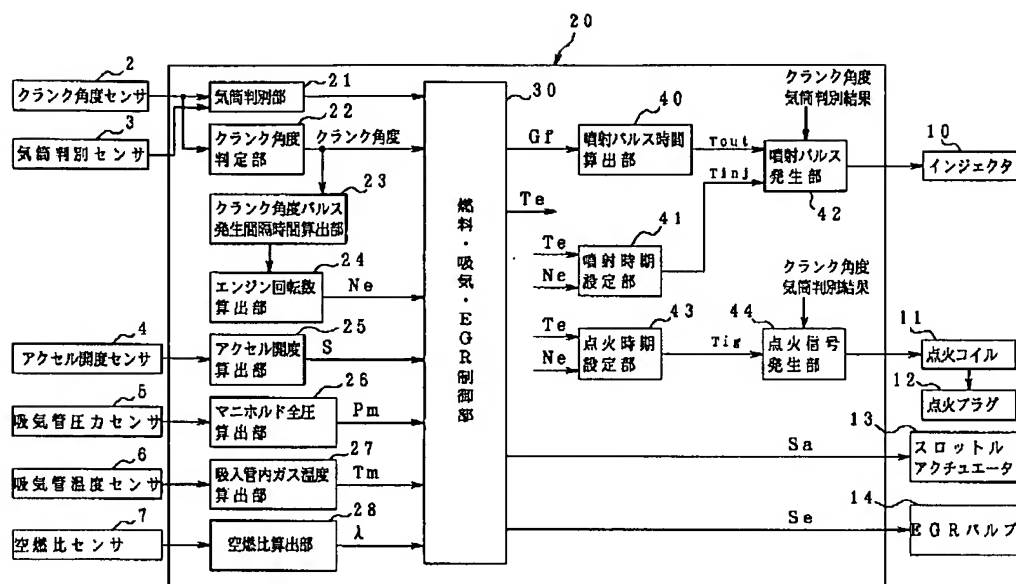 20
2
クランク角度センサ
3
気筒判別センサ
21
気筒判別部
22
クランク角度
判定部
クランク角度
23
クランク角度パルス
発生間隔時間算出部
24
エンジン回転数
算出部
Ne
4
アクセル開度センサ
25
アクセル開度
算出部
S
5
吸気管圧力センサ
26
マニホルド全圧
算出部
Pm
6
吸気管温度センサ
27
吸入管内ガス温度
算出部
Tm
7
空燃比センサ
28
空燃比算出部
λ
30
燃料・吸気・EGR制御部
Gf
40
噴射パルス時間
算出部
Tout
クランク角度
気筒判別結果
噴射パルス
発生部
42
10
インジェクタ
Te
Te
Ne
41
噴射時期
設定部
Tinj
クランク角度
気筒判別結果
Te
Ne
43
点火時期
設定部
Tig
44
点火信号
発生部
11
点火コイル
12
点火プラグ
Sa
13
スロットル
アクチュエータ
Se
14
EGRバルブ